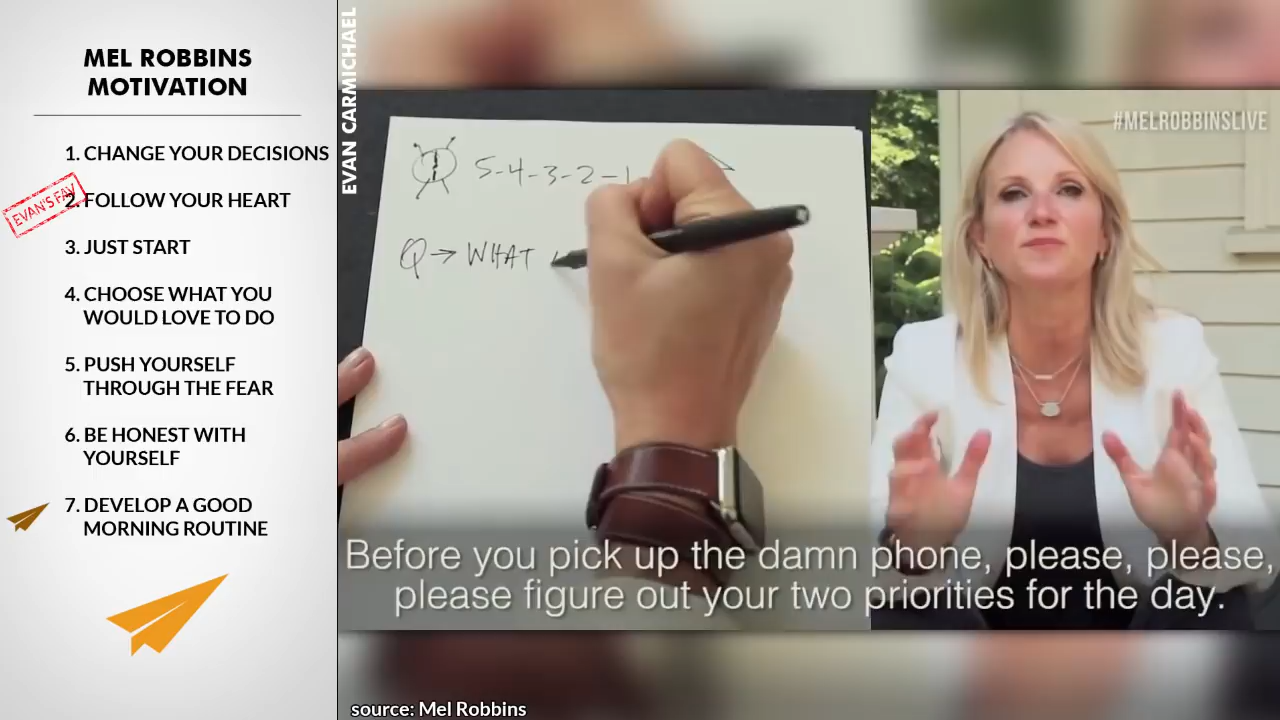 MEL ROBBINS
MOTIVATION
1. CHANGE YOUR DECISIONS
EVAN'S FAV
2. FOLLOW YOUR HEART
3. JUST START
4. CHOOSE WHAT YOU
WOULD LOVE TO DO
5. PUSH YOURSELF
THROUGH THE FEAR
6. BE HONEST WITH
YOURSELF
7. DEVELOP A GOOD
MORNING ROUTINE
EVAN CARMICHAEL
5-4-3-2-1
Q → WHAT
#MELROBBINSLIVE
Before you pick up the damn phone, please, please,
please figure out your two priorities for the day.
source: Mel Robbins